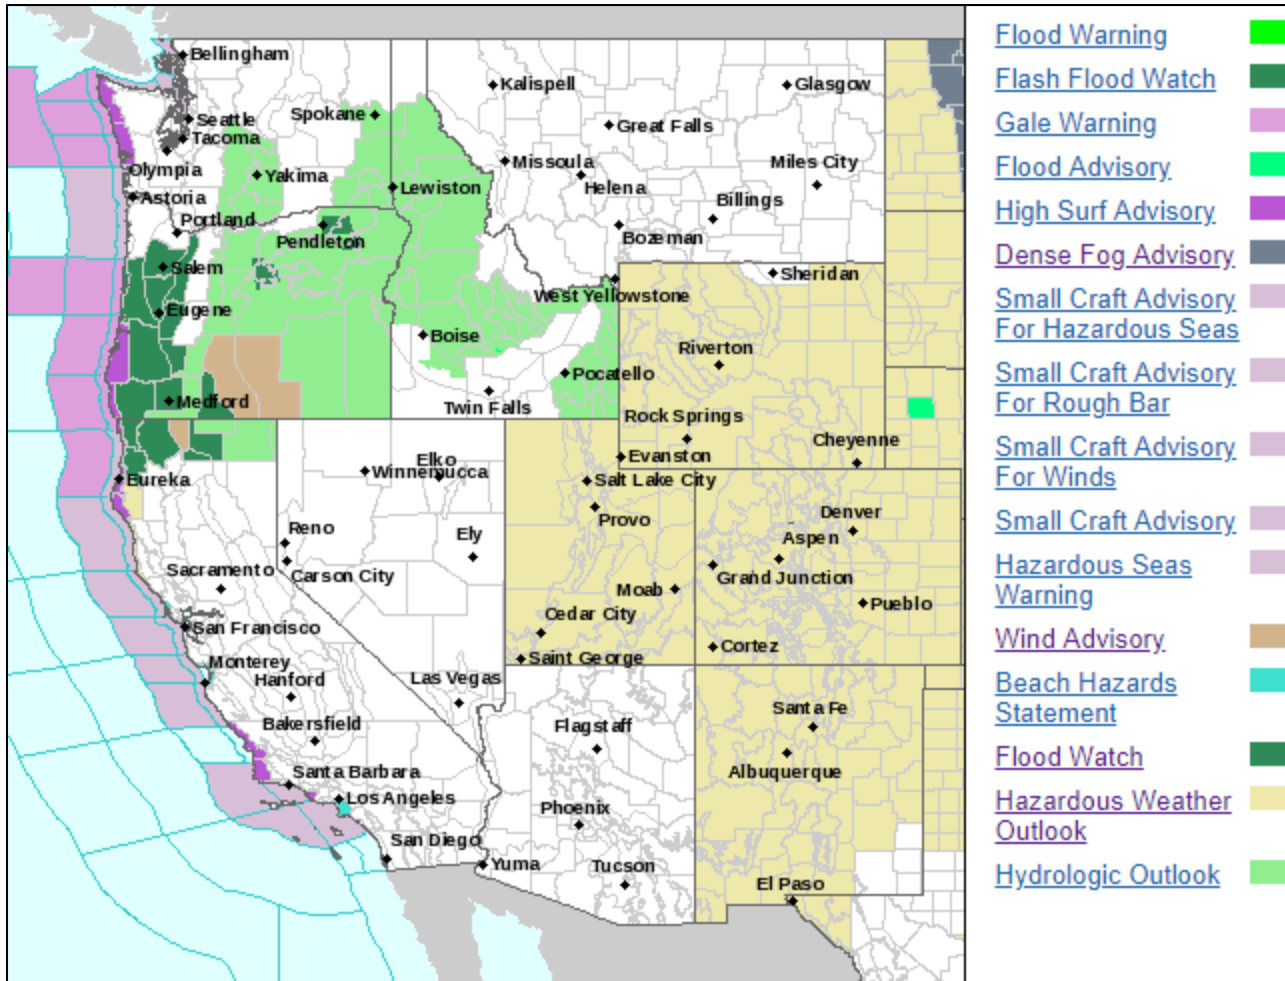 Bellingham
Kalispell
Glasgow
Seattle
Spokane
Great Falls
Tacoma
Missoula
Miles City
Olympia
Yakima
Helena
Lewiston
Astoria
Billings
Portland
Pendleton
Bozeman
Salem
Sheridan
West Yellowstone
Eugene
Boise
Riverton
Pocatello
Medford
Twin Falls
Rock Springs
Cheyenne
Elko
Evanston
Winnemucca
Eureka
Salt Lake City
Provo
Denver
Reno
Ely
Aspen
Sacramento
Carson City
Grand Junction
Moab
Pueblo
Cedar City
San Francisco
Cortez
Saint George
Monterey
Hanford
Las Vegas
Santa Fe
Bakersfield
Flagstaff
Albuquerque
Santa Barbara
Los Angeles
Phoenix
San Diego
Yuma
Tucson
El Paso
Flood Warning
Flash Flood Watch
Gale Warning
Flood Advisory
High Surf Advisory
Dense Fog Advisory
Small Craft Advisory
For Hazardous Seas
Small Craft Advisory
For Rough Bar
Small Craft Advisory
For Winds
Small Craft Advisory
Hazardous Seas
Warning
Wind Advisory
Beach Hazards
Statement
Flood Watch
Hazardous Weather
Outlook
Hydrologic Outlook